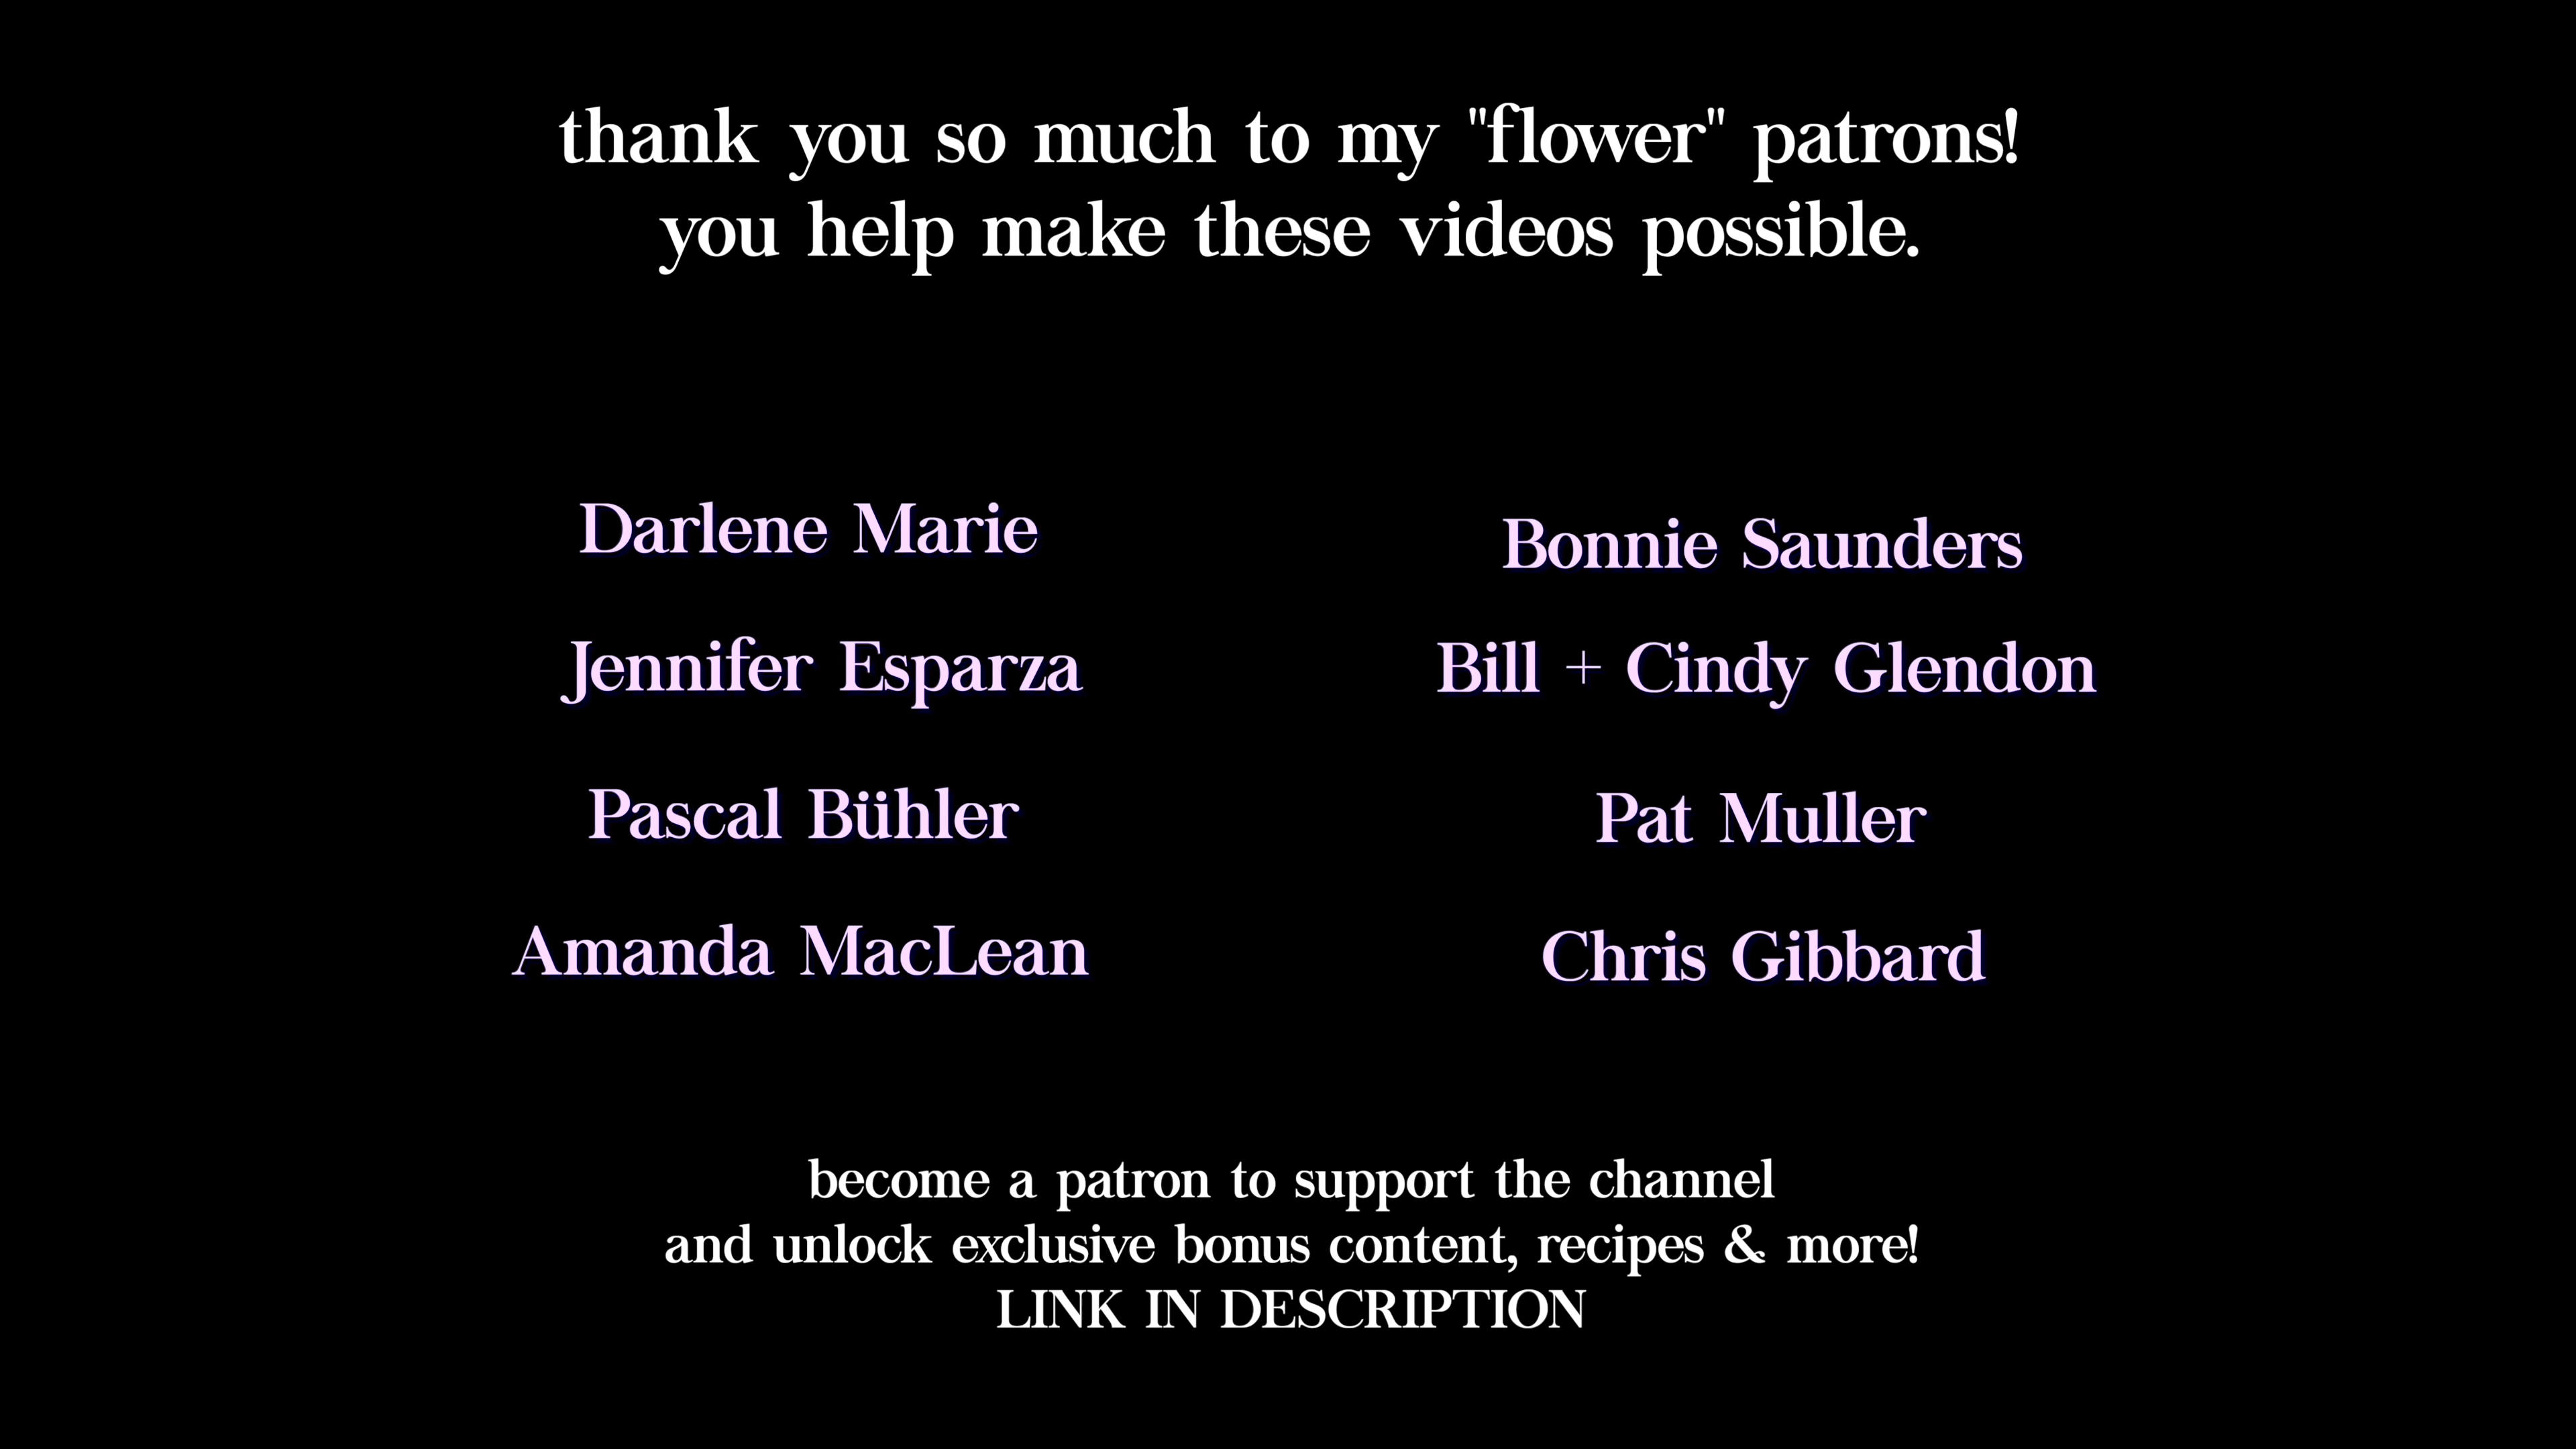 thank you so much to my "flower" patrons!
you help make these videos possible.
Darlene Marie
Jennifer Esparza
Pascal Bühler
Amanda MacLean
Bonnie Saunders
Bill + Cindy Glendon
Pat Muller
Chris Gibbard
become a patron to support the channel
and unlock exclusive bonus content, recipes & more!
LINK IN DESCRIPTION